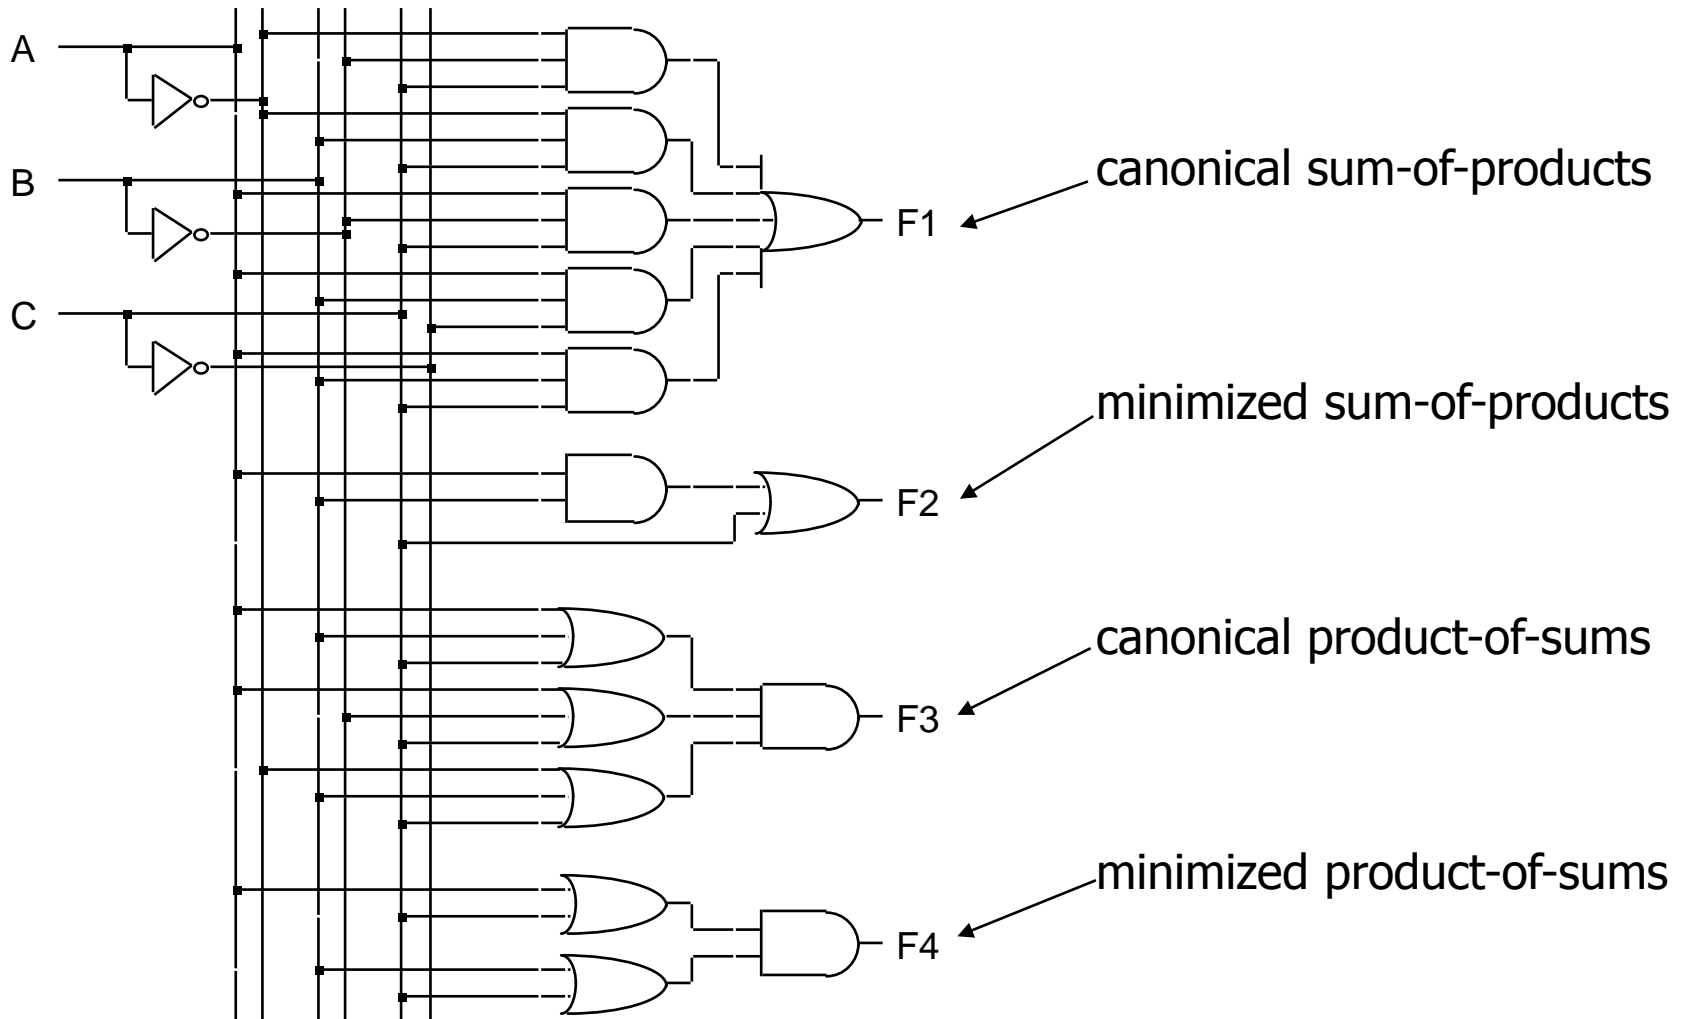 A
B
C
F1
canonical sum-of-products
F2
minimized sum-of-products
F3
canonical product-of-sums
F4
minimized product-of-sums